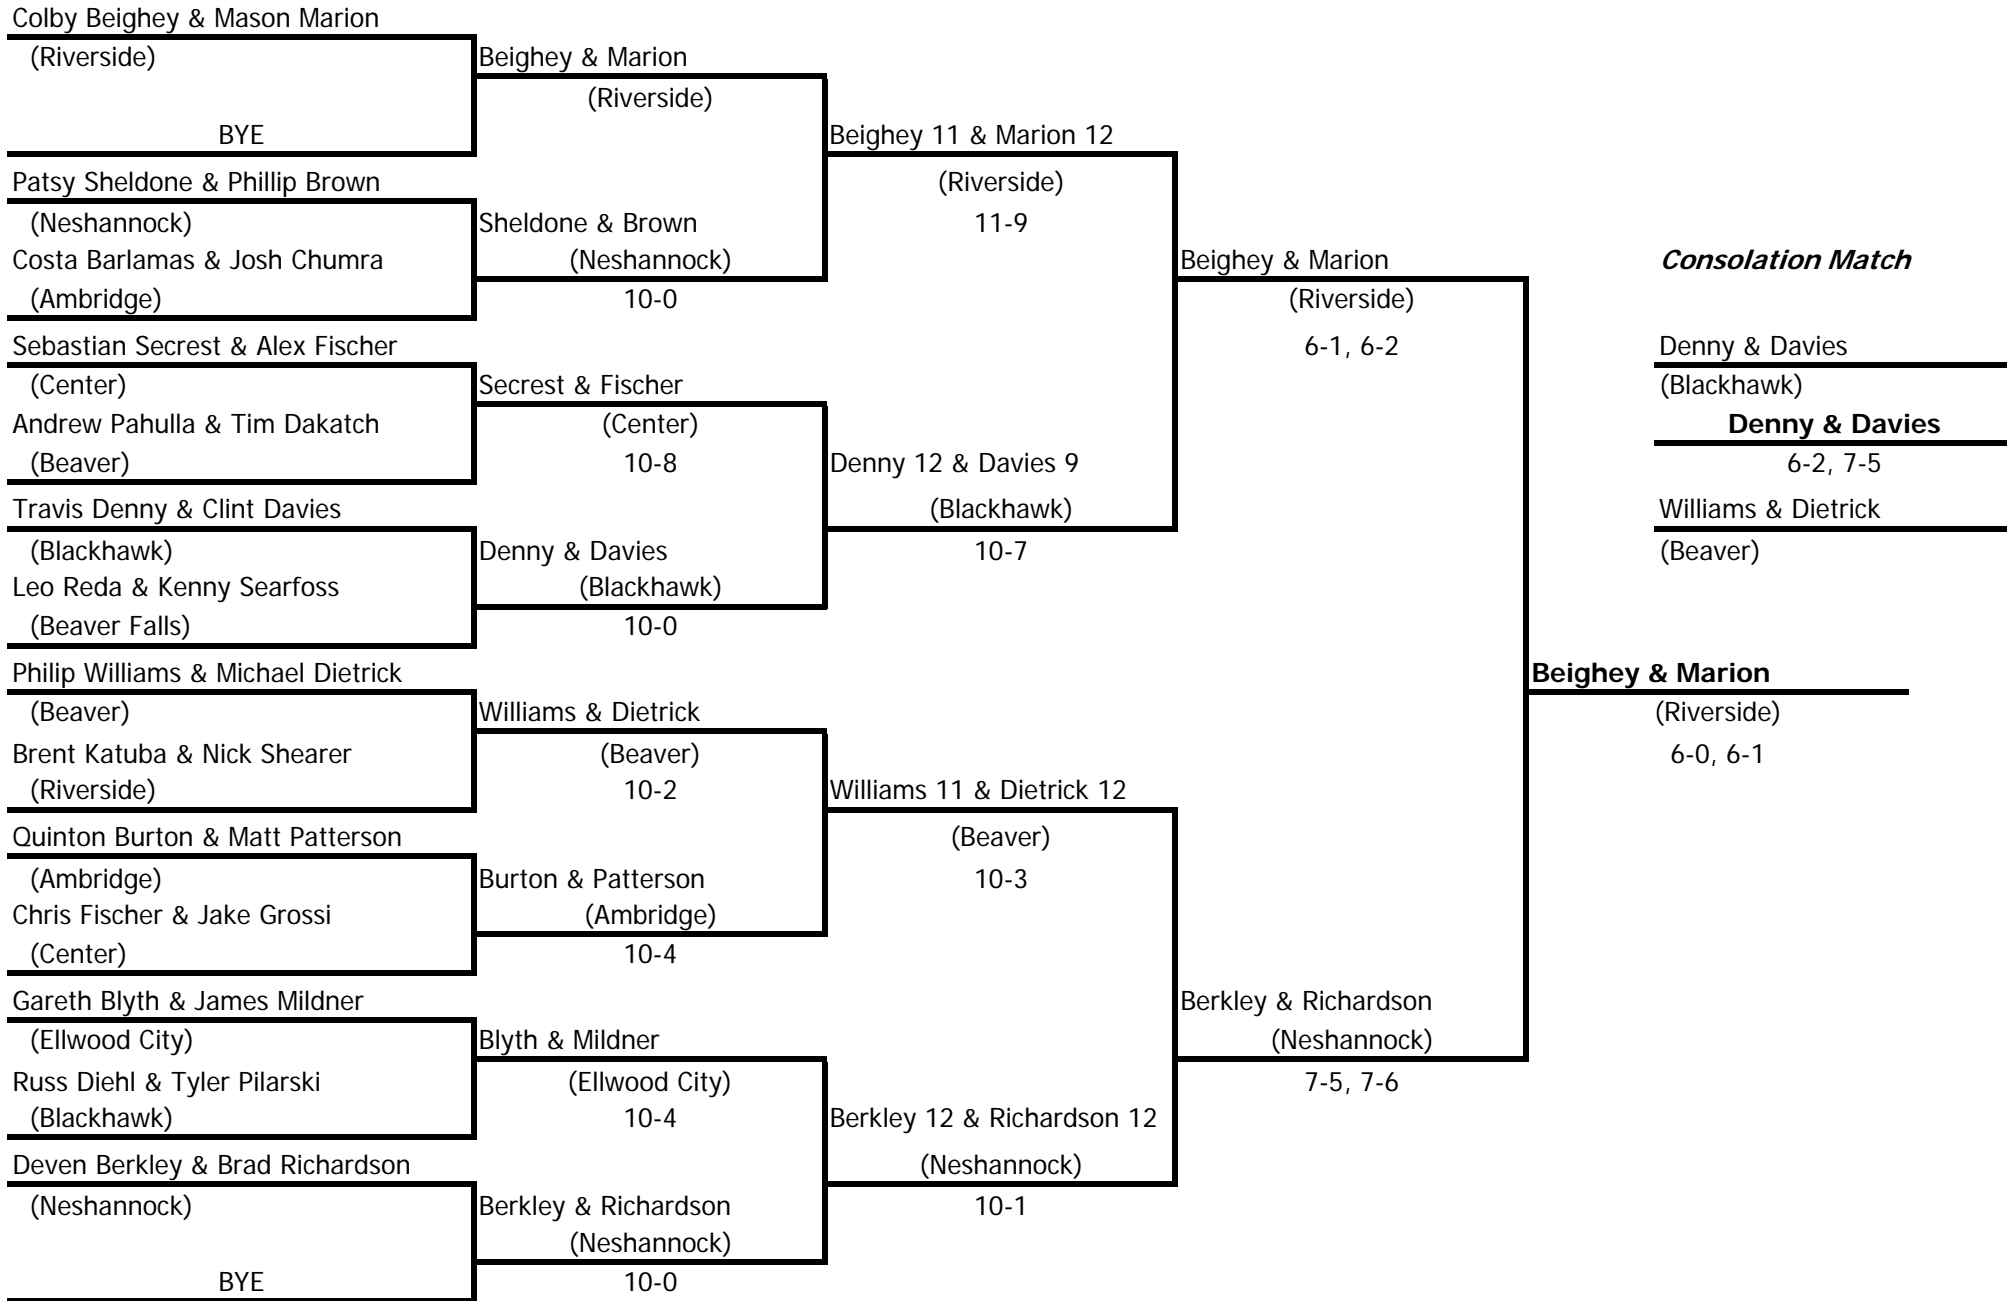 Colby Beighey & Mason Marion
(Riverside)
BYE
Patsy Sheldone & Phillip Brown
(Neshannock)
Costa Barlamas & Josh Chumra
(Ambridge)
Sebastian Secrest & Alex Fischer
(Center)
Andrew Pahulla & Tim Dakatch
(Beaver)
Travis Denny & Clint Davies
(Blackhawk)
Leo Reda & Kenny Searfoss
(Beaver Falls)
Philip Williams & Michael Dietrick
(Beaver)
Brent Katuba & Nick Shearer
(Riverside)
Quinton Burton & Matt Patterson
(Ambridge)
Chris Fischer & Jake Grossi
(Center)
Gareth Blyth & James Mildner
(Ellwood City)
Russ Diehl & Tyler Pilarski
(Blackhawk)
Deven Berkley & Brad Richardson
(Neshannock)
BYE
Beighey & Marion
(Riverside)
Sheldone & Brown
(Neshannock)
10-0
Secrest & Fischer
(Center)
10-8
Denny & Davies
(Blackhawk)
10-0
Williams & Dietrick
(Beaver)
10-2
Burton & Patterson
(Ambridge)
10-4
Blyth & Mildner
(Ellwood City)
10-4
Berkley & Richardson
(Neshannock)
10-0
Beighey 11 & Marion 12
(Riverside)
11-9
Denny 12 & Davies 9
(Blackhawk)
10-7
Williams 11 & Dietrick 12
(Beaver)
10-3
Berkley 12 & Richardson 12
(Neshannock)
10-1
Beighey & Marion
(Riverside)
6-1, 6-2
Berkley & Richardson
(Neshannock)
7-5, 7-6
Beighey & Marion
(Riverside)
6-0, 6-1
Consolation Match
Denny & Davies
(Blackhawk)
Denny & Davies
6-2, 7-5
Williams & Dietrick
(Beaver)